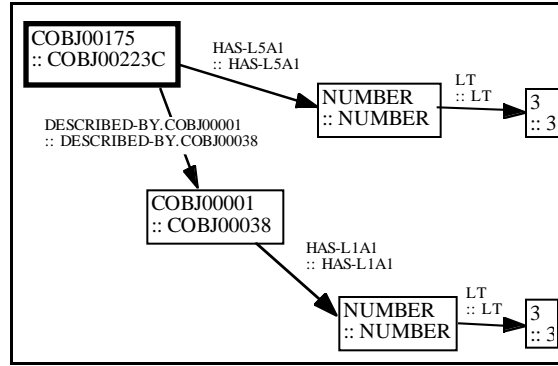 COBJ00175
:: COBJ00223C
HAS-L5A1
:: HAS-L5A1
NUMBER
:: NUMBER
LT
:: LT
3
:: 3
DESCRIBED-BY.COBJ00001
:: DESCRIBED-BY.COBJ00038
COBJ00001
:: COBJ00038
HAS-L1A1
:: HAS-L1A1
NUMBER
:: NUMBER
LT
:: LT
3
:: 3